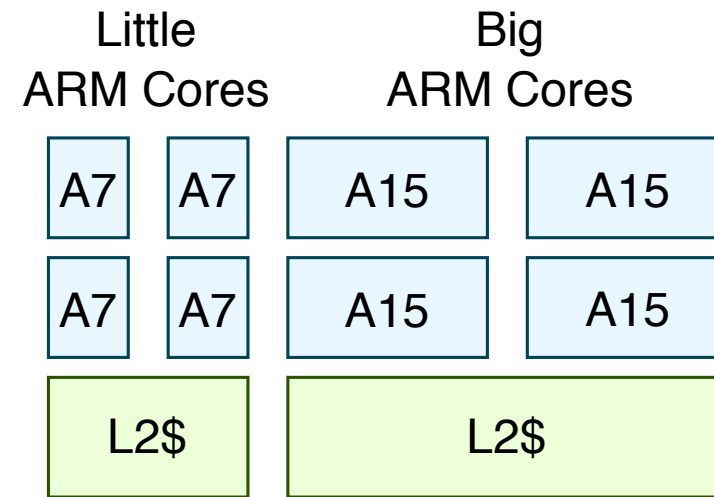 Little
ARM Cores
Big
ARM Cores
A7 A7 A15 A15
A7 A7 A15 A15
L2$ L2$